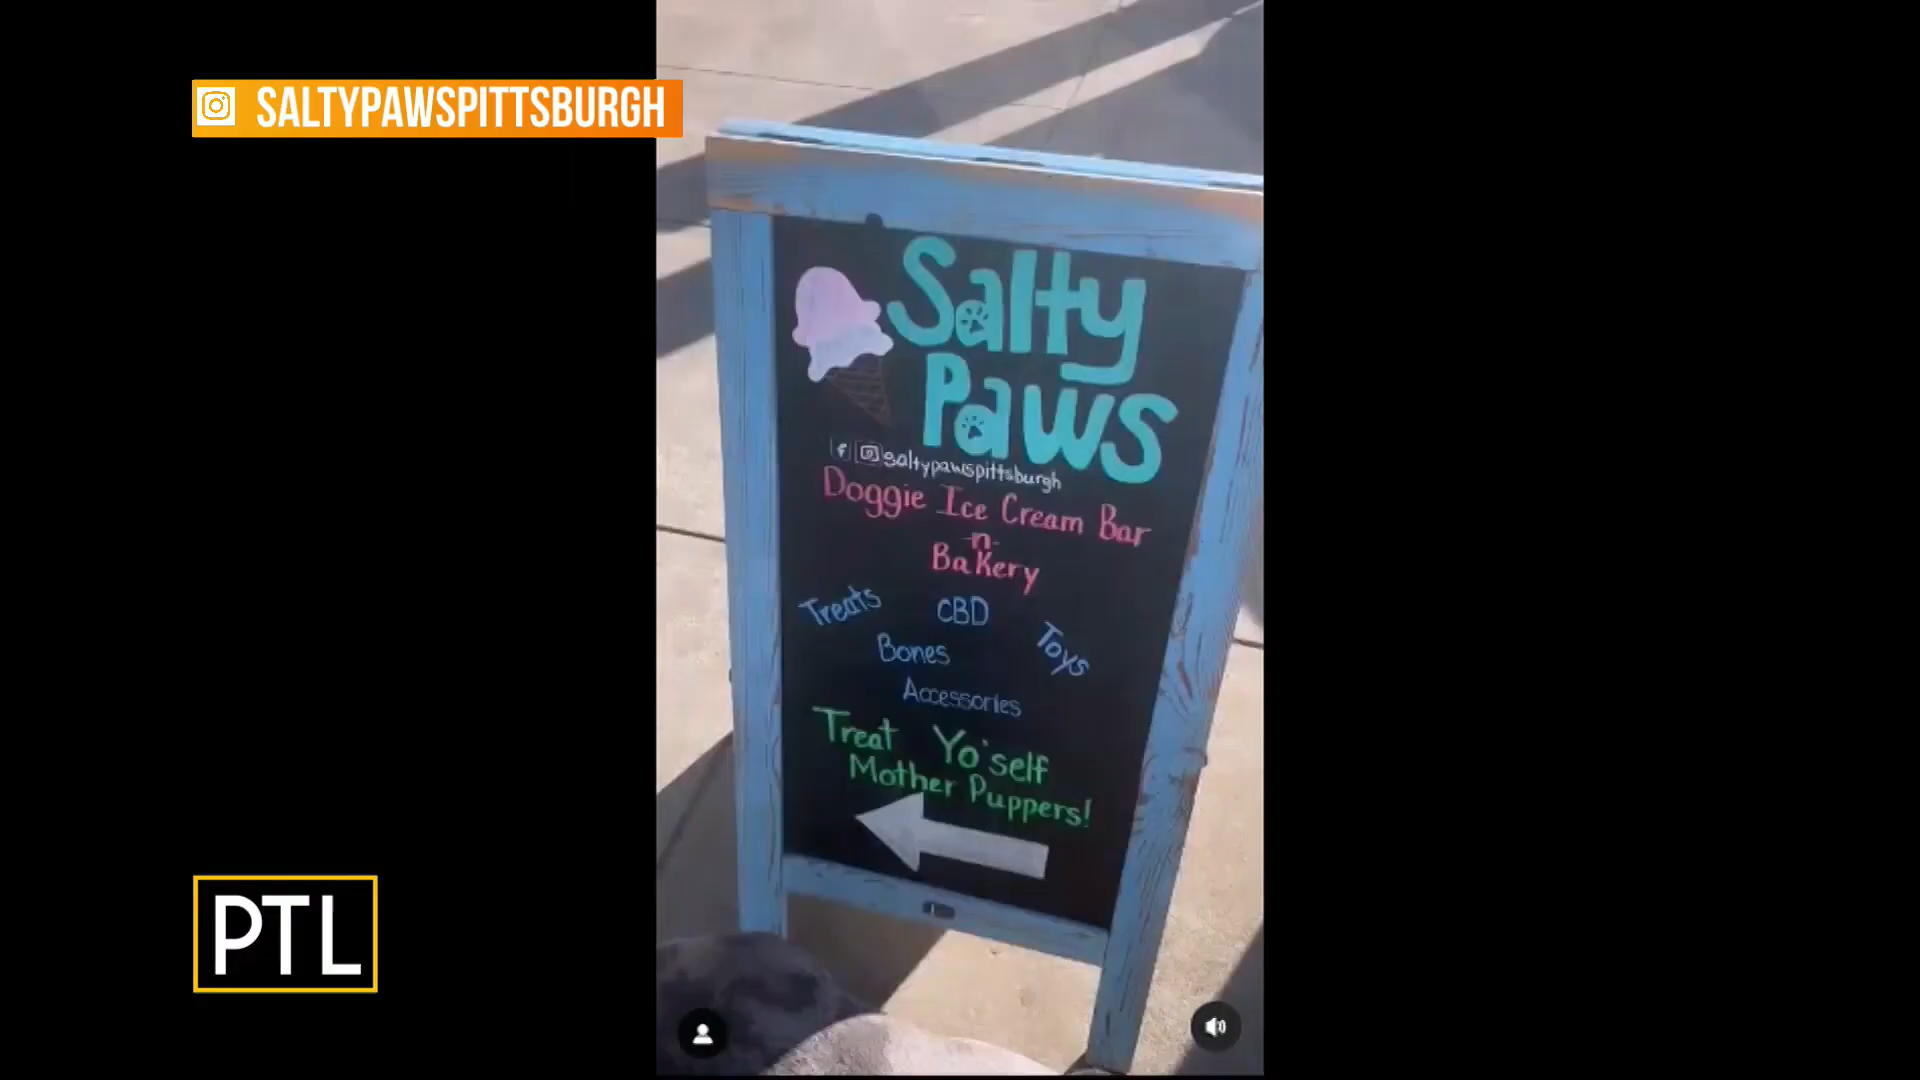 SALTYPAWSPITTSBURGH
Salty
Paws
saltypawspittsburgh
Doggie Ice Cream Bar
-n-
Bakery
Treats CBD Toys
Bones
Accessories
Treat Yo'self
Mother Puppers!
PTL